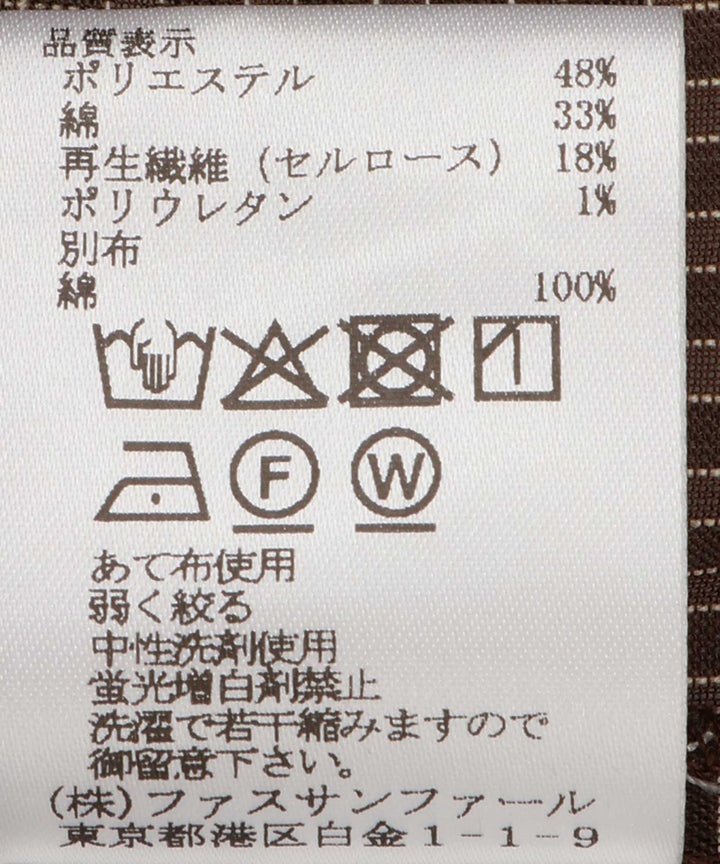 品質表示
ポリエステル 48%
綿 33%
再生繊維（セルロース） 18%
ポリウレタン 1%
別布
綿 100%
F W
あて布使用
弱く絞る
中性洗剤使用
蛍光増白剤禁止
洗濯で若干縮みますので
御留意下さい。
(株)ファスサンファール
東京都港区白金1-1-9